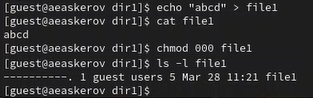 [guest@aeaskerov dir1]$ echo "abcd" > file1
[guest@aeaskerov dir1]$ cat file1
abcd
[guest@aeaskerov dir1]$ chmod 000 file1
[guest@aeaskerov dir1]$ ls -l file1
----------. 1 guest users 5 Mar 28 11:21 file1
[guest@aeaskerov dir1]$